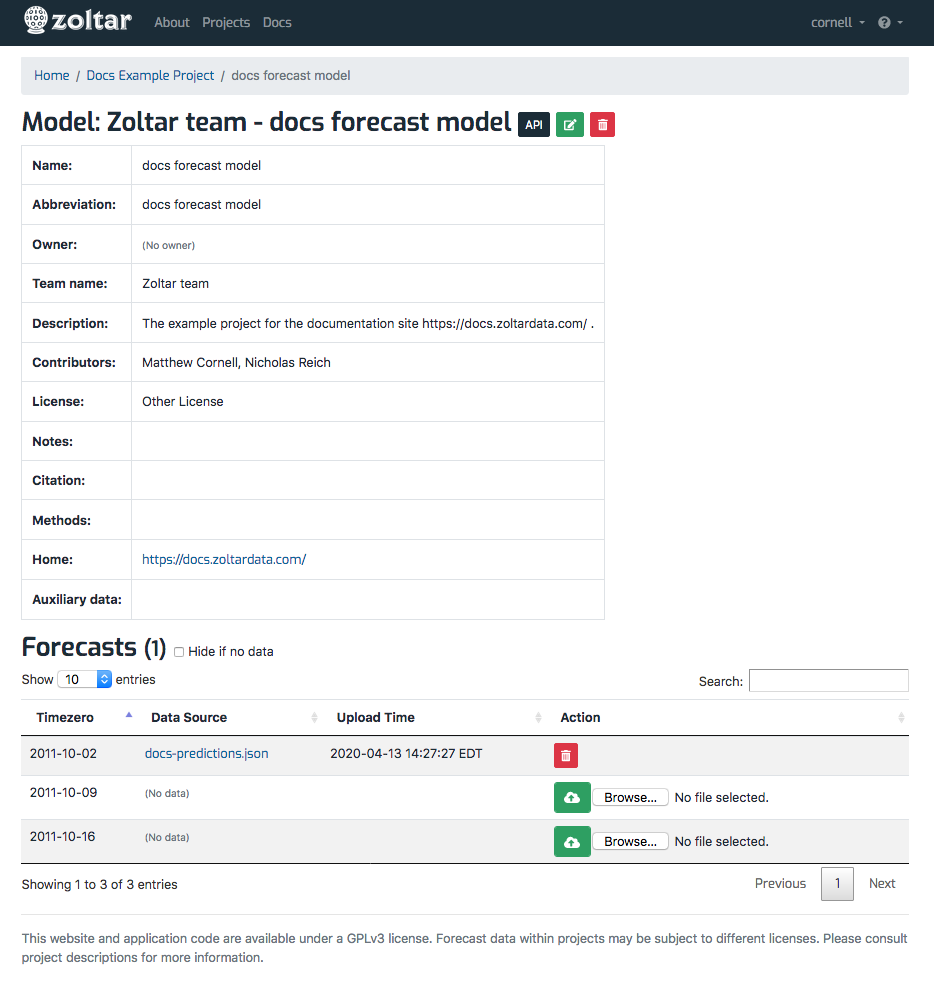 zoltar About Projects Docs cornell ?
Home / Docs Example Project / docs forecast model
Model: Zoltar team - docs forecast model API
Name: docs forecast model
Abbreviation: docs forecast model
Owner: (No owner)
Team name: Zoltar team
Description: The example project for the documentation site https://docs.zoltardata.com/ .
Contributors: Matthew Cornell, Nicholas Reich
License: Other License
Notes:
Citation:
Methods:
Home: https://docs.zoltardata.com/
Auxiliary data:
Forecasts (1) Hide if no data
Show 10 entries Search:
Timezero Data Source Upload Time Action
2011-10-02 docs-predictions.json 2020-04-13 14:27:27 EDT
2011-10-09 (No data) Browse... No file selected.
2011-10-16 (No data) Browse... No file selected.
Showing 1 to 3 of 3 entries Previous 1 Next
This website and application code are available under a GPLv3 license. Forecast data within projects may be subject to different licenses. Please consult
project descriptions for more information.